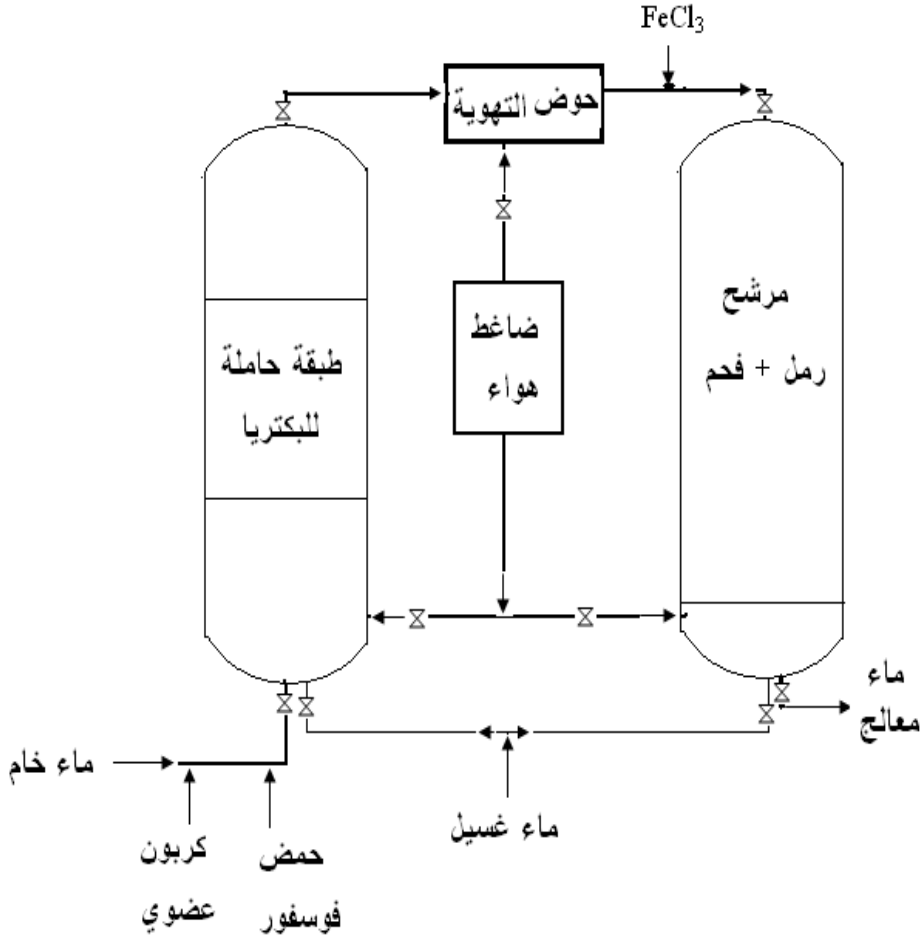 FeCl3
حوض التهوية
ضاغط
هواء
مرشح
رمل + فحم
طبقة حاملة
للبكتريا
ماء
معالج
ماء خام
ماء غسيل
كربون
عضوي
حمض
فوسفور